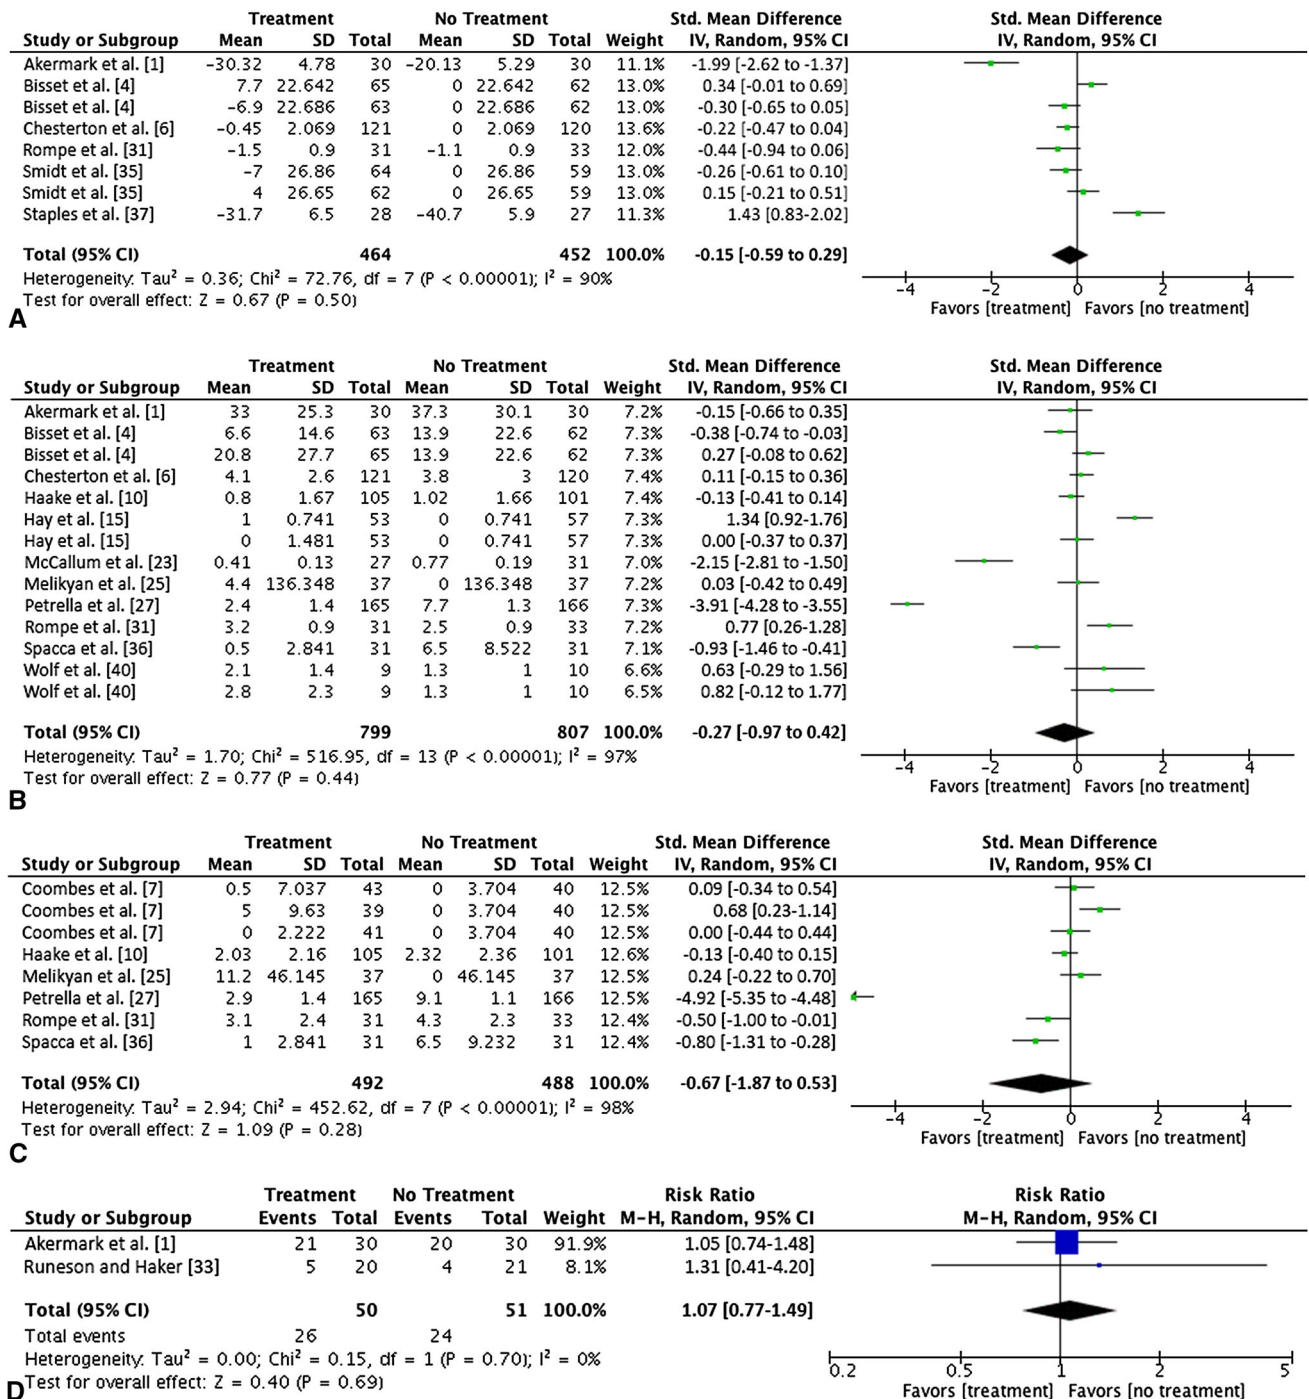 Treatment No Treatment Std. Mean Difference Std. Mean Difference
Study or Subgroup Mean SD Total Mean SD Total Weight IV, Random, 95% CI IV, Random, 95% CI
Akermark et al. [1] −30.32 4.78 30 −20.13 5.29 30 11.1% -1.99 [-2.62 to -1.37]
Bisset et al. [4] 7.7 22.642 65 0 22.642 62 13.0% 0.34 [-0.01 to 0.69]
Bisset et al. [4] −6.9 22.686 63 0 22.686 62 13.0% -0.30 [-0.65 to 0.05]
Chesterton et al. [6] −0.45 2.069 121 0 2.069 120 13.6% -0.22 [-0.47 to 0.04]
Rompe et al. [31] −1.5 0.9 31 −1.1 0.9 33 12.0% -0.44 [-0.94 to 0.06]
Smidt et al. [35] −7 26.86 64 0 26.86 59 13.0% -0.26 [-0.61 to 0.10]
Smidt et al. [35] 4 26.65 62 0 26.65 59 13.0% 0.15 [-0.21 to 0.51]
Staples et al. [37] −31.7 6.5 28 −40.7 5.9 27 11.3% 1.43 [0.83-2.02]
Total (95% CI) 464 452 100.0% -0.15 [-0.59 to 0.29]
Heterogeneity: Tau² = 0.36; Chi² = 72.76, df = 7 (P < 0.00001); I² = 90%
Test for overall effect: Z = 0.67 (P = 0.50)
−4 −2 0 2 4
Favors [treatment] Favors [no treatment]
A
Treatment No Treatment Std. Mean Difference Std. Mean Difference
Study or Subgroup Mean SD Total Mean SD Total Weight IV, Random, 95% CI IV, Random, 95% CI
Akermark et al. [1] 33 25.3 30 37.3 30.1 30 7.2% -0.15 [-0.66 to 0.35]
Bisset et al. [4] 6.6 14.6 63 13.9 22.6 62 7.3% -0.38 [-0.74 to -0.03]
Bisset et al. [4] 20.8 27.7 65 13.9 22.6 62 7.3% 0.27 [-0.08 to 0.62]
Chesterton et al. [6] 4.1 2.6 121 3.8 3 120 7.4% 0.11 [-0.15 to 0.36]
Haake et al. [10] 0.8 1.67 105 1.02 1.66 101 7.4% -0.13 [-0.41 to 0.14]
Hay et al. [15] 1 0.741 53 0 0.741 57 7.3% 1.34 [0.92-1.76]
Hay et al. [15] 0 1.481 53 0 0.741 57 7.3% 0.00 [-0.37 to 0.37]
McCallum et al. [23] 0.41 0.13 27 0.77 0.19 31 7.0% -2.15 [-2.81 to -1.50]
Melikyan et al. [25] 4.4 136.348 37 0 136.348 37 7.2% 0.03 [-0.42 to 0.49]
Petrella et al. [27] 2.4 1.4 165 7.7 1.3 166 7.3% -3.91 [-4.28 to -3.55]
Rompe et al. [31] 3.2 0.9 31 2.5 0.9 33 7.2% 0.77 [0.26-1.28]
Spacca et al. [36] 0.5 2.841 31 6.5 8.522 31 7.1% -0.93 [-1.46 to -0.41]
Wolf et al. [40] 2.1 1.4 9 1.3 1 10 6.6% 0.63 [-0.29 to 1.56]
Wolf et al. [40] 2.8 2.3 9 1.3 1 10 6.5% 0.82 [-0.12 to 1.77]
Total (95% CI) 799 807 100.0% -0.27 [-0.97 to 0.42]
Heterogeneity: Tau² = 1.70; Chi² = 516.95, df = 13 (P < 0.00001); I² = 97%
Test for overall effect: Z = 0.77 (P = 0.44)
−4 −2 0 2 4
Favors [treatment] Favors [no treatment]
B
Treatment No Treatment Std. Mean Difference Std. Mean Difference
Study or Subgroup Mean SD Total Mean SD Total Weight IV, Random, 95% CI IV, Random, 95% CI
Coombes et al. [7] 0.5 7.037 43 0 3.704 40 12.5% 0.09 [-0.34 to 0.54]
Coombes et al. [7] 5 9.63 39 0 3.704 40 12.5% 0.68 [0.23-1.14]
Coombes et al. [7] 0 2.222 41 0 3.704 40 12.5% 0.00 [-0.44 to 0.44]
Haake et al. [10] 2.03 2.16 105 2.32 2.36 101 12.6% -0.13 [-0.40 to 0.15]
Melikyan et al. [25] 11.2 46.145 37 0 46.145 37 12.5% 0.24 [-0.22 to 0.70]
Petrella et al. [27] 2.9 1.4 165 9.1 1.1 166 12.5% -4.92 [-5.35 to -4.48]
Rompe et al. [31] 3.1 2.4 31 4.3 2.3 33 12.4% -0.50 [-1.00 to -0.01]
Spacca et al. [36] 1 2.841 31 6.5 9.232 31 12.4% -0.80 [-1.31 to -0.28]
Total (95% CI) 492 488 100.0% -0.67 [-1.87 to 0.53]
Heterogeneity: Tau² = 2.94; Chi² = 452.62, df = 7 (P < 0.00001); I² = 98%
Test for overall effect: Z = 1.09 (P = 0.28)
−4 −2 0 2 4
Favors [treatment] Favors [no treatment]
C
Treatment No Treatment Risk Ratio Risk Ratio
Study or Subgroup Events Total Events Total Weight M-H, Random, 95% CI M-H, Random, 95% CI
Akermark et al. [1] 21 30 20 30 91.9% 1.05 [0.74-1.48]
Runeson and Haker [33] 5 20 4 21 8.1% 1.31 [0.41-4.20]
Total (95% CI) 50 51 100.0% 1.07 [0.77-1.49]
Total events 26 24
Heterogeneity: Tau² = 0.00; Chi² = 0.15, df = 1 (P = 0.70); I² = 0%
Test for overall effect: Z = 0.40 (P = 0.69)
0.2 0.5 1 2 5
Favors [treatment] Favors [no treatment]
D